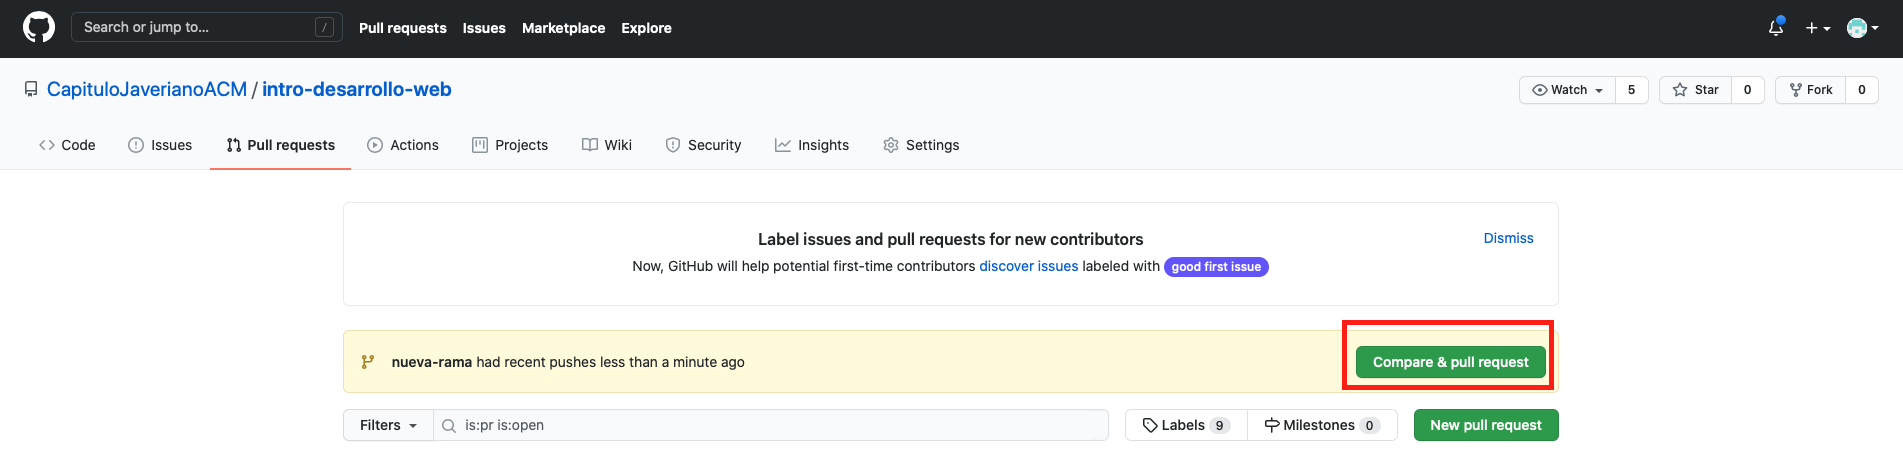 Search or jump to... / Pull requests Issues Marketplace Explore
CapituloJaverianoACM / intro-desarrollo-web Watch 5 Star 0 Fork 0
Code Issues Pull requests Actions Projects Wiki Security Insights Settings
Label issues and pull requests for new contributors Dismiss
Now, GitHub will help potential first-time contributors discover issues labeled with good first issue
nueva-rama had recent pushes less than a minute ago Compare & pull request
Filters is:pr is:open Labels 9 Milestones 0 New pull request